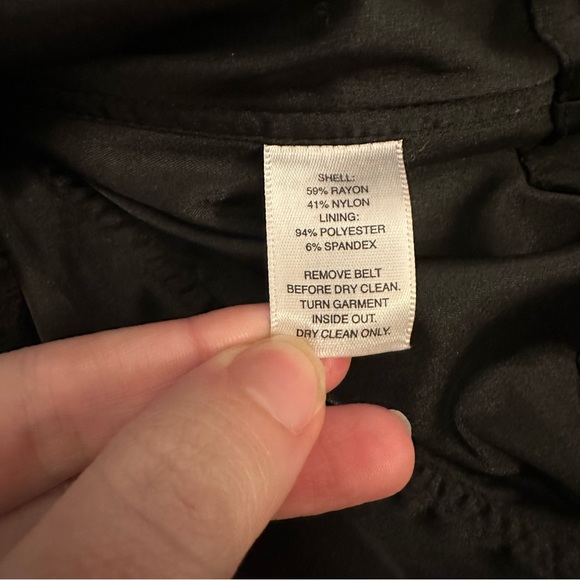 SHELL:
59% RAYON
41% NYLON
LINING:
94% POLYESTER
6% SPANDEX
REMOVE BELT
BEFORE DRY CLEAN.
TURN GARMENT
INSIDE OUT.
DRY CLEAN ONLY.